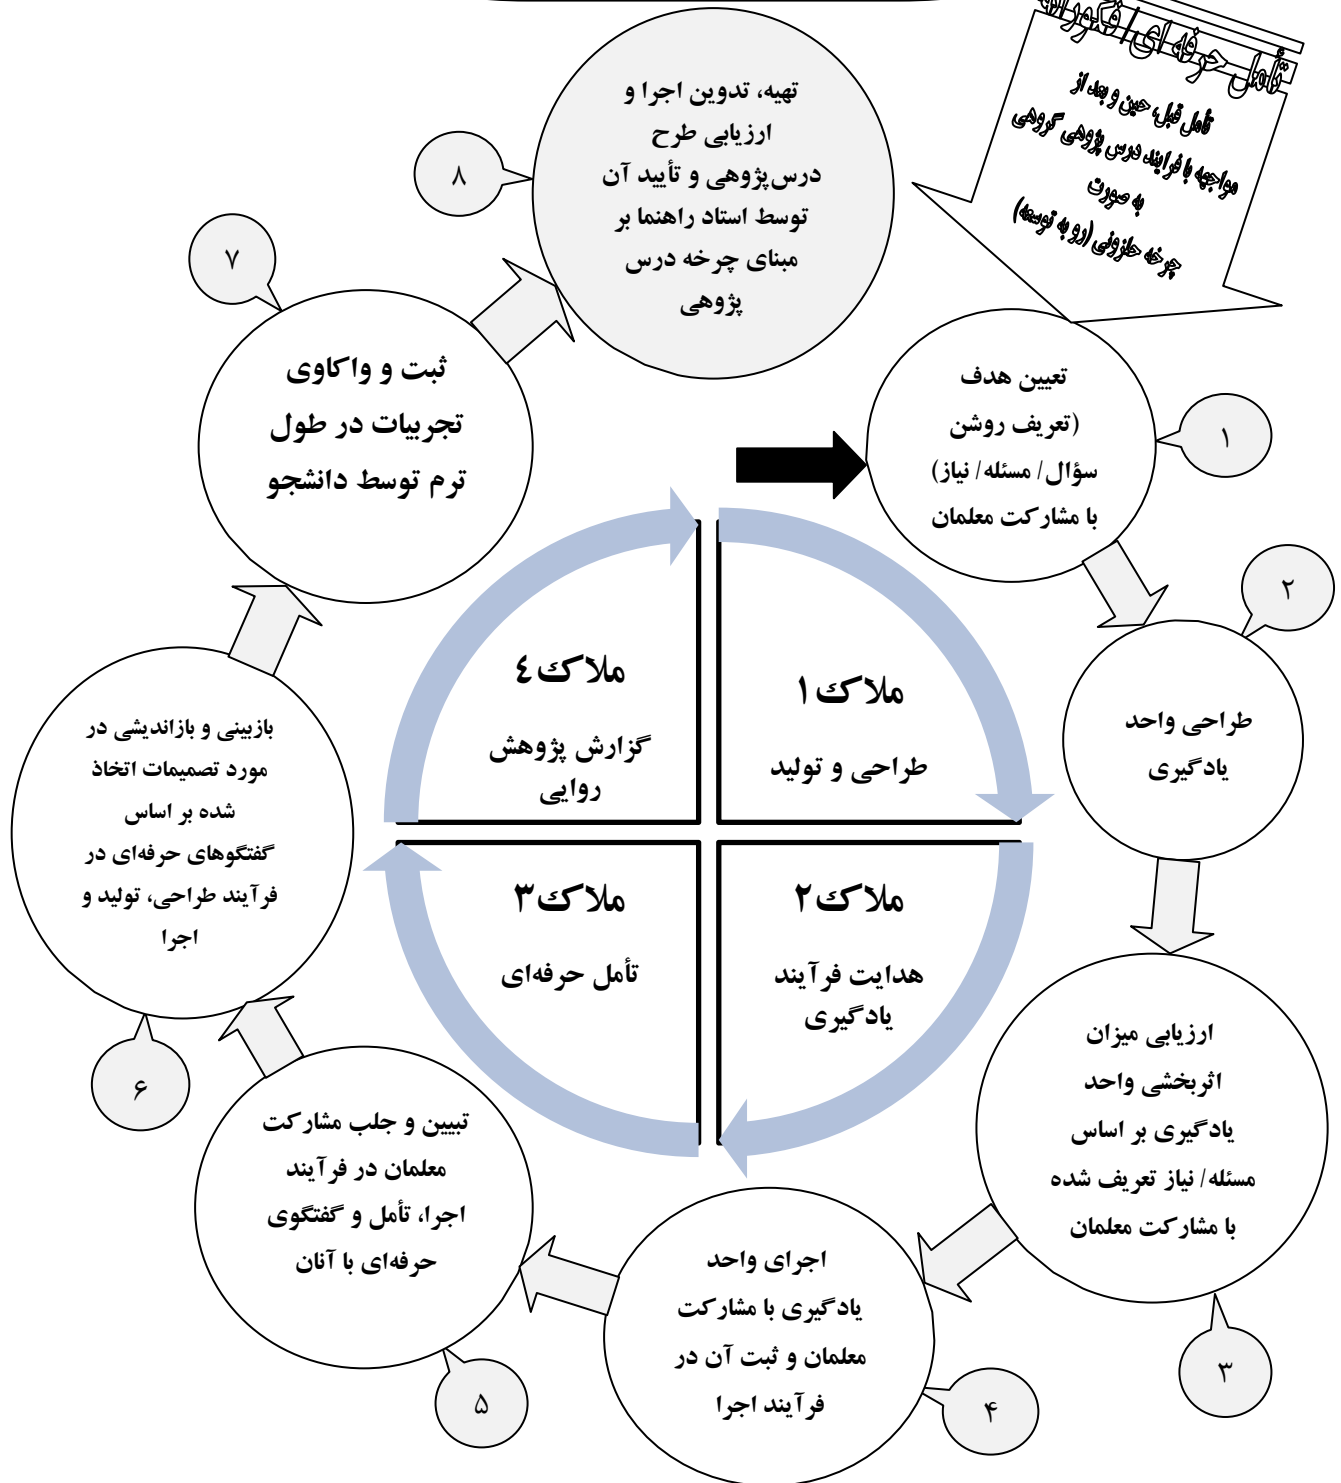 تأمل حرفه ای/ فکورانه
تأمل قبل، حین و بعد از
مواجهه با فرایند درس پژوهی گروهی
به صورت
چرخه حلزونی (رو به توسعه)
تعیین هدف
(تعریف روشن
سؤال/ مسئله/ نیاز)
با مشارکت معلمان
۱
طراحی واحد
یادگیری
۲
ارزیابی میزان
اثربخشی واحد
یادگیری بر اساس
مسئله/ نیاز تعریف شده
با مشارکت معلمان
۳
اجرای واحد
یادگیری با مشارکت
معلمان و ثبت آن در
فرآیند اجرا
۴
تبیین و جلب مشارکت
معلمان در فرآیند
اجرا، تأمل و گفتگوی
حرفه‌ای با آنان
۵
بازبینی و بازاندیشی در
مورد تصمیمات اتخاذ
شده بر اساس
گفتگوهای حرفه‌ای در
فرآیند طراحی، تولید و
اجرا
۶
ثبت و واکاوی
تجربیات در طول
ترم توسط دانشجو
۷
تهیه، تدوین اجرا و
ارزیابی طرح
درس‌پژوهی و تأیید آن
توسط استاد راهنما بر
مبنای چرخه درس
پژوهی
۸
ملاک ۱
طراحی و تولید
ملاک ۲
هدایت فرآیند
یادگیری
ملاک ۳
تأمل حرفه‌ای
ملاک ٤
گزارش پژوهش
روایی